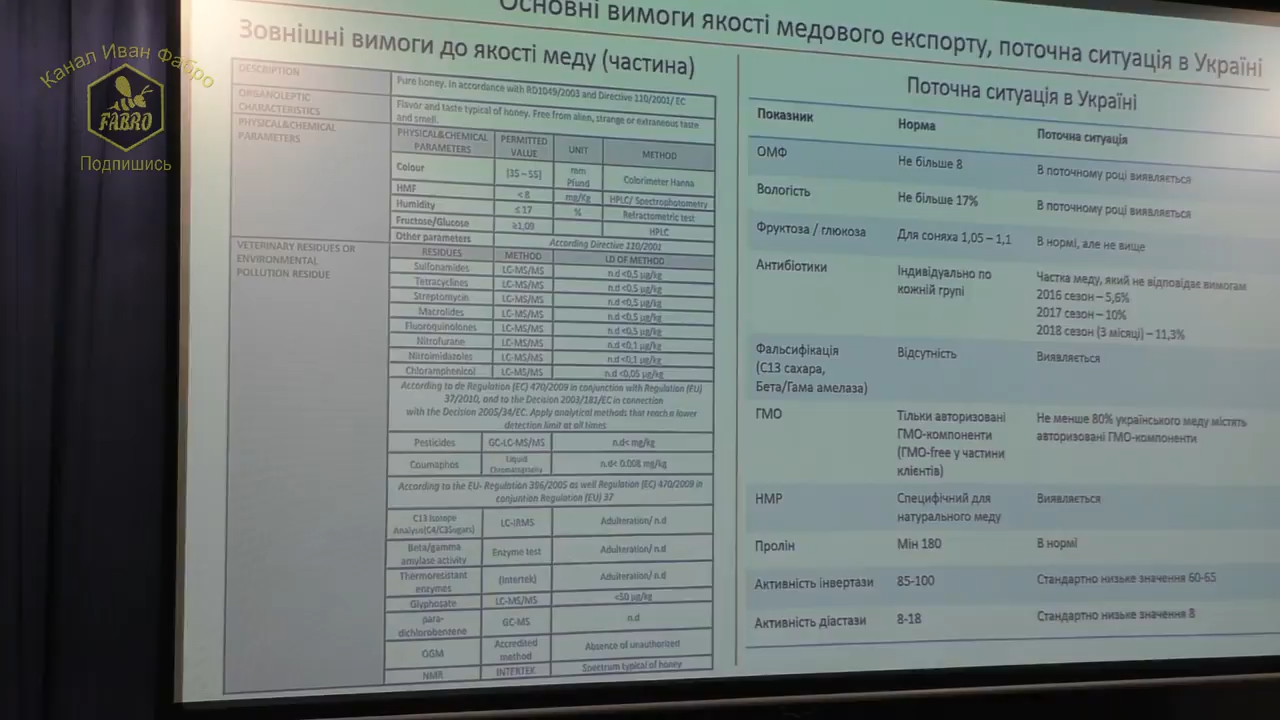 Канал Иван Фабро
FABRO
Подпишись
Основні вимоги якості медового експорту, поточна ситуація в Україні
Зовнішні вимоги до якості меду (частина)
DESCRIPTION
Pure honey. In accordance with RD1049/2003 and Directive 110/2001/ EC
ORGANOLEPTIC
CHARACTERISTICS
Flavor and taste typical of honey. Free from alien, strange or extraneous taste
and smell.
PHYSICAL&CHEMICAL
PARAMETERS
PHYSICAL&CHEMICAL
PARAMETERS
PERMITTED
VALUE
UNIT
METHOD
Colour
(35 – 55)
mm
Pfund
Colorimeter Hanna
HMF
< 8
mg/Kg
HPLC/ Spectrophotometry
Humidity
≤ 17
%
Refractometric test
Fructose/Glucose
≥1,09
HPLC
Other parameters
According Directive 110/2001
VETERINARY RESIDUES OR
ENVIRONMENTAL
POLLUTION RESIDUE
RESIDUES
METHOD
LD OF METHOD
Sulfonamides
LC-MS/MS
n.d <0,5 µg/kg
Tetracyclines
LC-MS/MS
n.d <0,5 µg/kg
Streptomycin
LC-MS/MS
n.d <0,5 µg/kg
Macrolides
LC-MS/MS
n.d <0,5 µg/kg
Fluoroquinolones
LC-MS/MS
n.d <0,5 µg/kg
Nitrofurane
LC-MS/MS
n.d <0,1 µg/kg
Nitroimidazoles
LC-MS/MS
n.d <0,1 µg/kg
Chloramphenicol
LC-MS/MS
n.d <0,05 µg/kg
According to de Regulation (EC) 470/2009 in conjunction with Regulation (EU)
37/2010, and to the Decision 2003/181/EC in connection
with the Decision 2005/34/EC. Apply analytical methods that reach a lower
detection limit at all times
Pesticides
GC-LC-MS/MS
n.d< mg/kg
Coumaphos
Liquid
Chromatography
n.d< 0.008 mg/kg
According to the EU- Regulation 396/2005 as well Regulation (EC) 470/2009 in
conjuntion Regulation (EU) 37
C13 Isotope
Analyse(C4/C3Sugars)
LC-IRMS
Adulteration/ n.d
Beta/gamma
amylase activity
Enzyme test
Adulteration/ n.d
Thermoresistant
enzymes
(Intertek)
Adulteration/ n.d
Glyphosate
LC-MS/MS
<50 µg/kg
para-
dichlorobentene
GC-MS
n.d
OGM
Accredited
method
Absence of unauthorized
NMR
INTERTEK
Spectrum typical of honey
Поточна ситуація в Україні
Показник
Норма
Поточна ситуація
ОМФ
Не більше 8
В поточному році виявляється
Вологість
Не більше 17%
В поточному році виявляється
Фруктоза / глюкоза
Для соняха 1,05 – 1,1
В нормі, але не вище
Антибіотики
Індивідуально по
кожній групі
Частка меду, який не відповідає вимогам
2016 сезон – 5,6%
2017 сезон – 10%
2018 сезон (3 місяці) – 11,3%
Фальсифікація
(С13 сахара,
Бета/Гама амелаза)
Відсутність
Виявляється
ГМО
Тільки авторизовані
ГМО-компоненти
(ГМО-free у частини
клієнтів)
Не менше 80% українського меду містять
авторизовані ГМО-компоненти
НМР
Специфічний для
натурального меду
Виявляється
Пролін
Мін 180
В нормі
Активність інвертази
85-100
Стандартно низьке значення 60-65
Активність діастази
8-18
Стандартно низьке значення 8